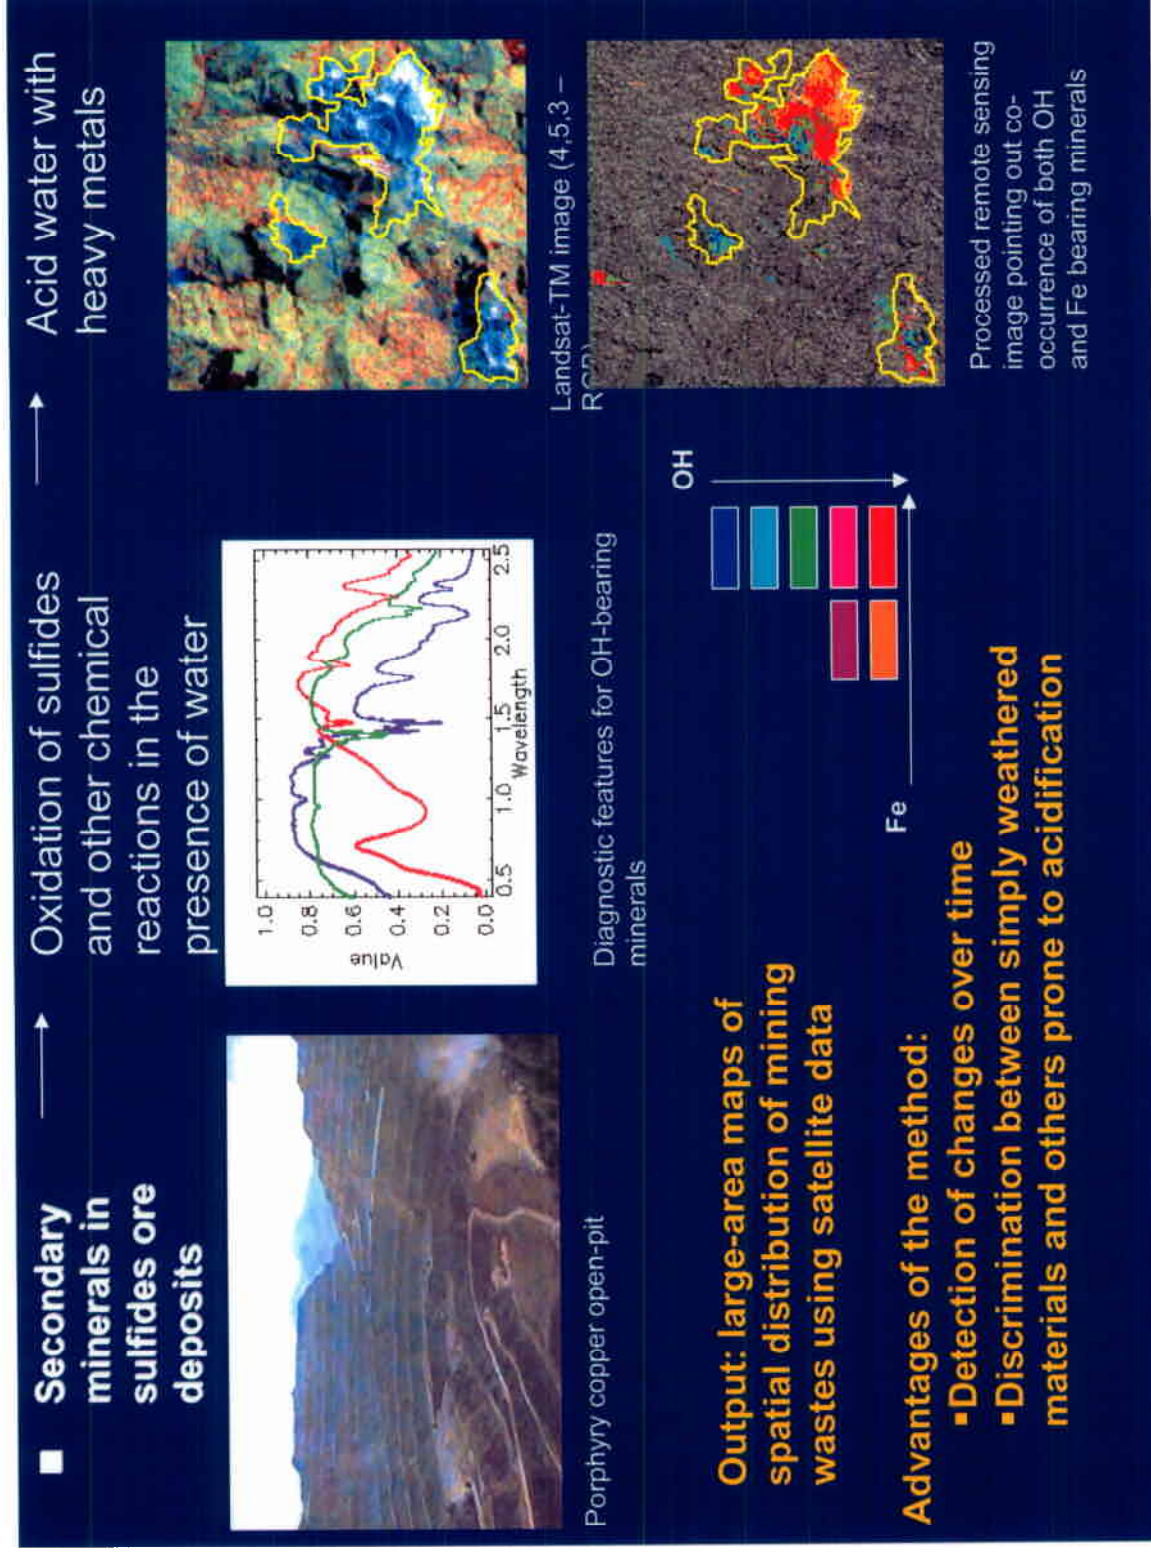 ■ Secondary
minerals in
sulfides ore
deposits
Oxidation of sulfides
and other chemical
reactions in the
presence of water
Acid water with
heavy metals
Porphyry copper open-pit
1.0
0.8
0.6
0.4
0.2
0.0
Value
0.5
1.0
1.5
2.0
2.5
Wavelength
Diagnostic features for OH-bearing
minerals
Landsat-TM image (4,5,3 –
RGB)
Output: large-area maps of
spatial distribution of mining
wastes using satellite data
OH
Fe
Processed remote sensing
image pointing out co-
occurrence of both OH
and Fe bearing minerals
Advantages of the method:
▪Detection of changes over time
▪Discrimination between simply weathered
materials and others prone to acidification